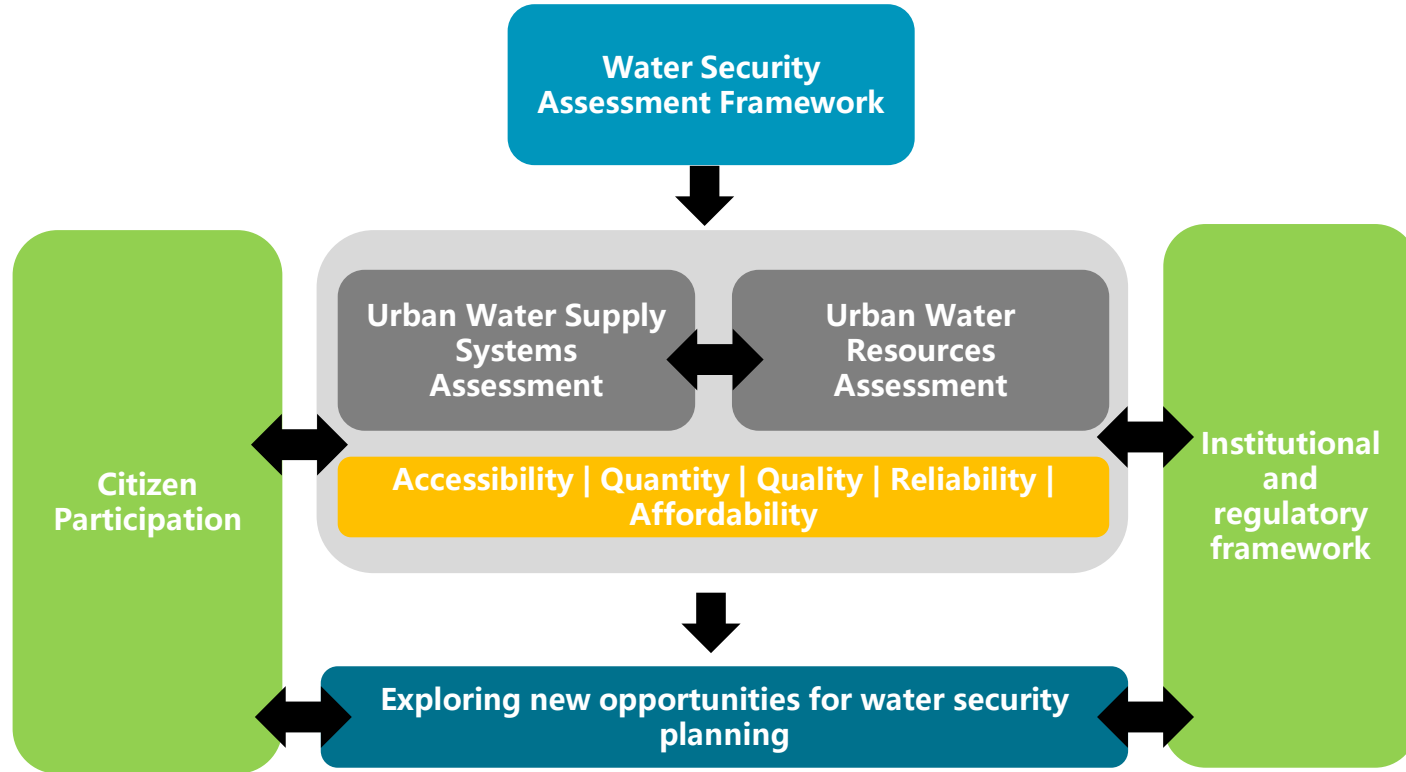 Water Security
Assessment Framework
Urban Water Supply
Systems
Assessment
Urban Water
Resources
Assessment
Accessibility | Quantity | Quality | Reliability |
Affordability
Citizen
Participation
Institutional
and
regulatory
framework
Exploring new opportunities for water security
planning